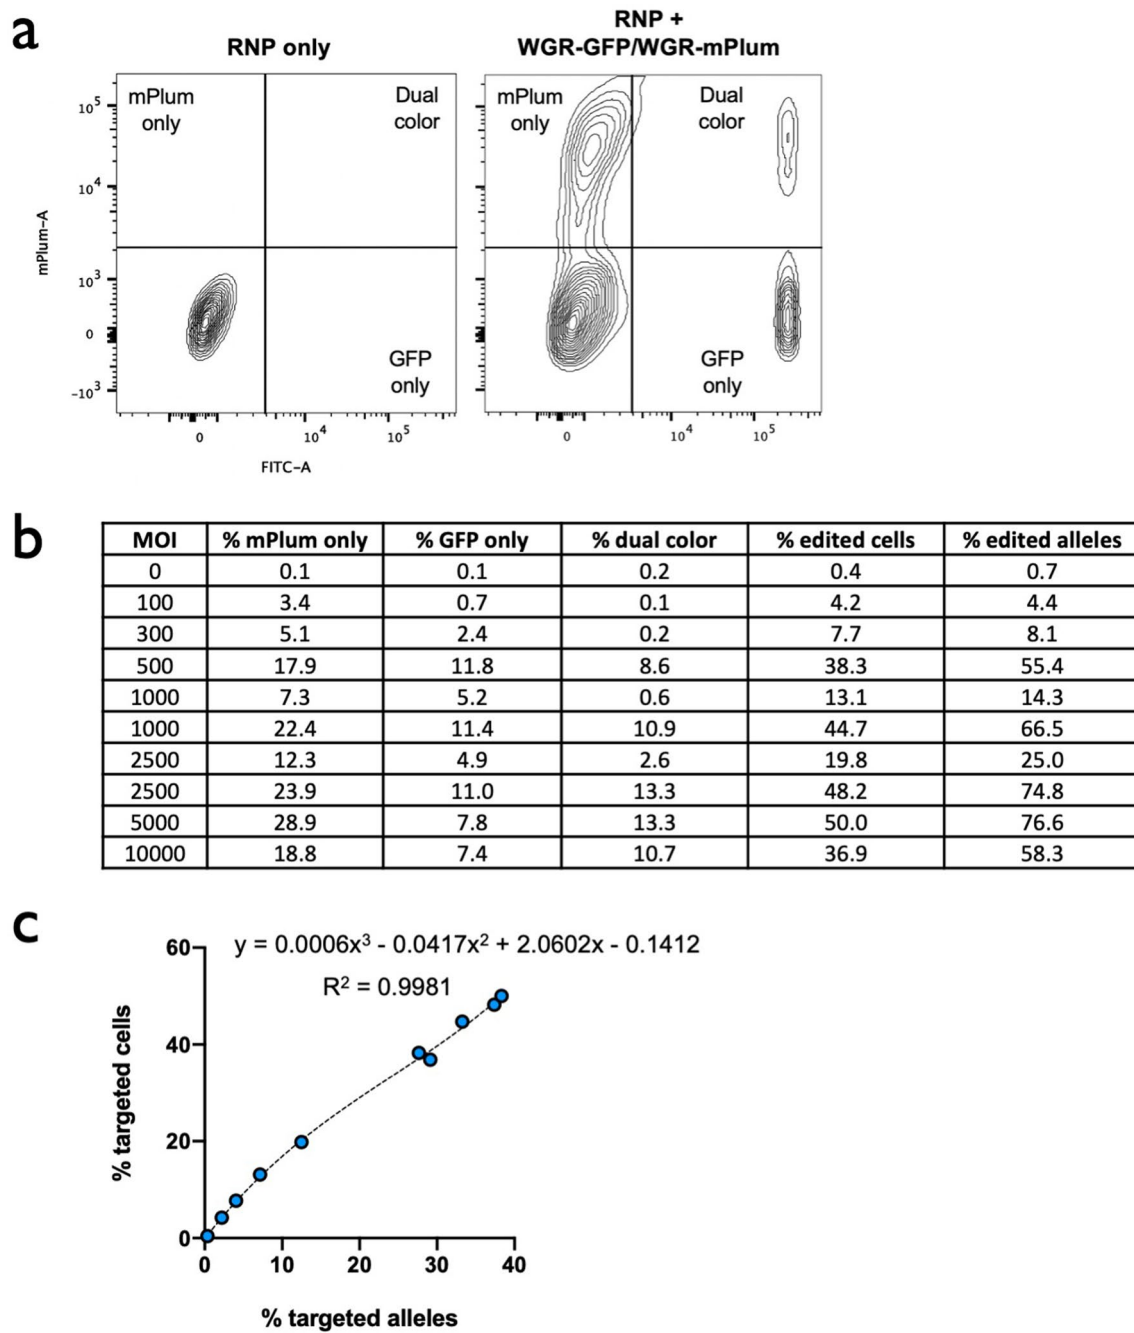 a
RNP only
RNP +
WGR-GFP/WGR-mPlum
mPlum
only
Dual
color
GFP
only
10⁵
10⁴
10³
0
-10³
mPlum-A
0
10⁴
10⁵
FITC-A
mPlum
only
Dual
color
GFP
only
0
10⁴
10⁵
b
MOI % mPlum only % GFP only % dual color % edited cells % edited alleles
0 0.1 0.1 0.2 0.4 0.7
100 3.4 0.7 0.1 4.2 4.4
300 5.1 2.4 0.2 7.7 8.1
500 17.9 11.8 8.6 38.3 55.4
1000 7.3 5.2 0.6 13.1 14.3
1000 22.4 11.4 10.9 44.7 66.5
2500 12.3 4.9 2.6 19.8 25.0
2500 23.9 11.0 13.3 48.2 74.8
5000 28.9 7.8 13.3 50.0 76.6
10000 18.8 7.4 10.7 36.9 58.3
c
y = 0.0006x³ - 0.0417x² + 2.0602x - 0.1412
R² = 0.9981
% targeted cells
60
40
20
0
0 10 20 30 40
% targeted alleles